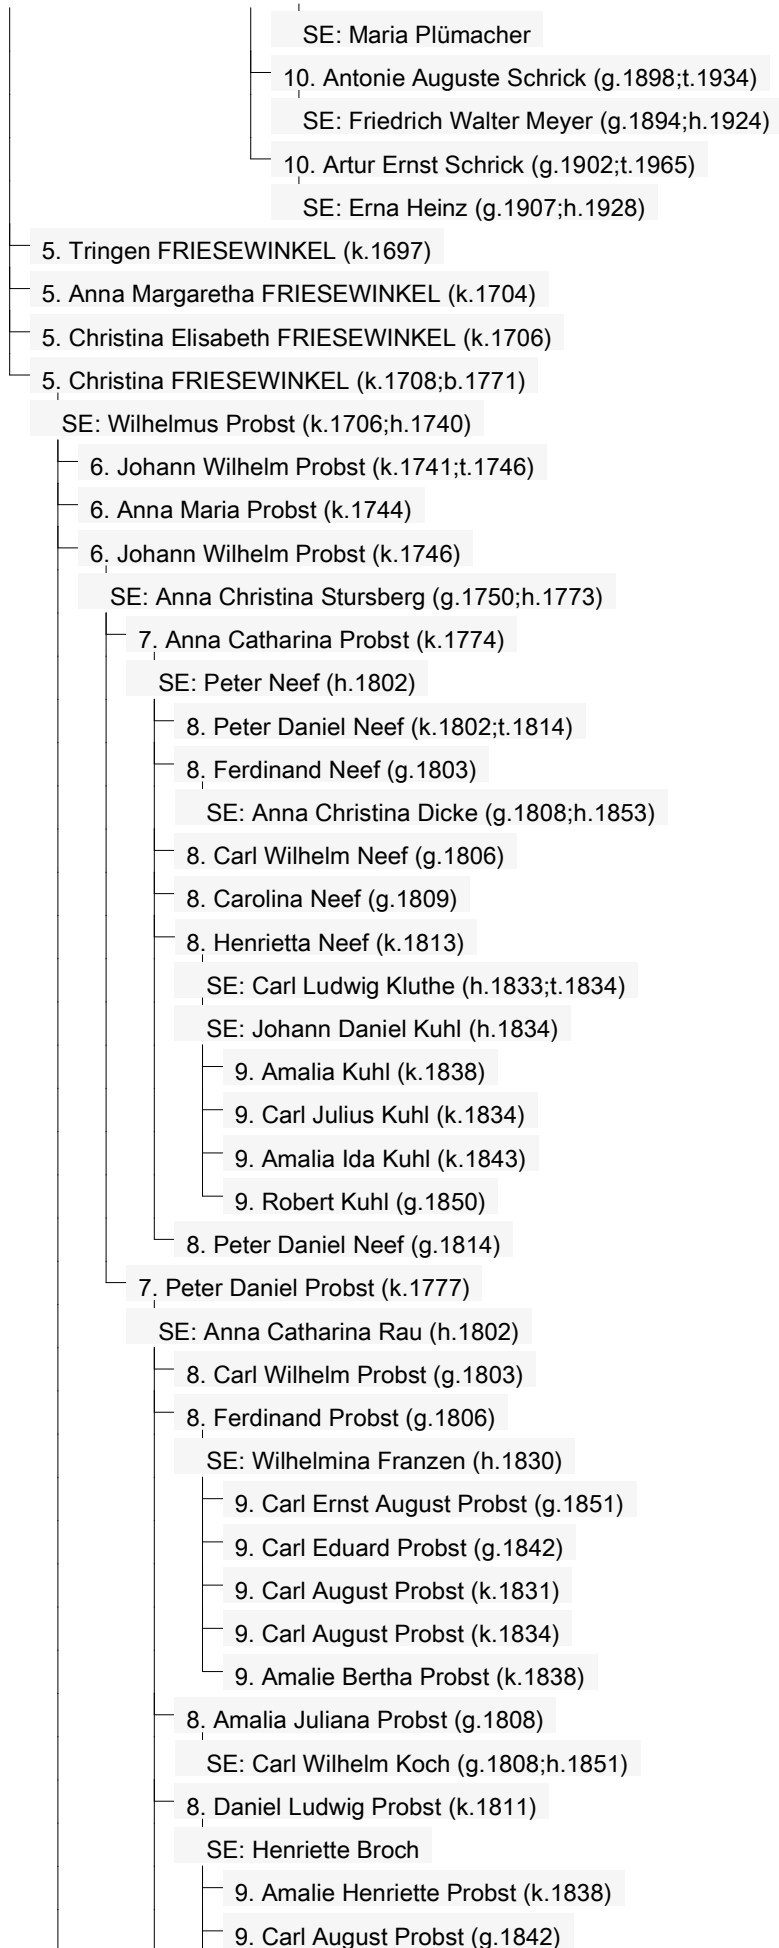 SE: Maria Plümacher
10. Antonie Auguste Schrick (g.1898;t.1934)
SE: Friedrich Walter Meyer (g.1894;h.1924)
10. Artur Ernst Schrick (g.1902;t.1965)
SE: Erna Heinz (g.1907;h.1928)
5. Tringen FRIESEWINKEL (k.1697)
5. Anna Margaretha FRIESEWINKEL (k.1704)
5. Christina Elisabeth FRIESEWINKEL (k.1706)
5. Christina FRIESEWINKEL (k.1708;b.1771)
SE: Wilhelmus Probst (k.1706;h.1740)
6. Johann Wilhelm Probst (k.1741;t.1746)
6. Anna Maria Probst (k.1744)
6. Johann Wilhelm Probst (k.1746)
SE: Anna Christina Stursberg (g.1750;h.1773)
7. Anna Catharina Probst (k.1774)
SE: Peter Neef (h.1802)
8. Peter Daniel Neef (k.1802;t.1814)
8. Ferdinand Neef (g.1803)
SE: Anna Christina Dicke (g.1808;h.1853)
8. Carl Wilhelm Neef (g.1806)
8. Carolina Neef (g.1809)
8. Henrietta Neef (k.1813)
SE: Carl Ludwig Kluthe (h.1833;t.1834)
SE: Johann Daniel Kuhl (h.1834)
9. Amalia Kuhl (k.1838)
9. Carl Julius Kuhl (k.1834)
9. Amalia Ida Kuhl (k.1843)
9. Robert Kuhl (g.1850)
8. Peter Daniel Neef (g.1814)
7. Peter Daniel Probst (k.1777)
SE: Anna Catharina Rau (h.1802)
8. Carl Wilhelm Probst (g.1803)
8. Ferdinand Probst (g.1806)
SE: Wilhelmina Franzen (h.1830)
9. Carl Ernst August Probst (g.1851)
9. Carl Eduard Probst (g.1842)
9. Carl August Probst (k.1831)
9. Carl August Probst (k.1834)
9. Amalie Bertha Probst (k.1838)
8. Amalia Juliana Probst (g.1808)
SE: Carl Wilhelm Koch (g.1808;h.1851)
8. Daniel Ludwig Probst (k.1811)
SE: Henriette Broch
9. Amalie Henriette Probst (k.1838)
9. Carl August Probst (g.1842)